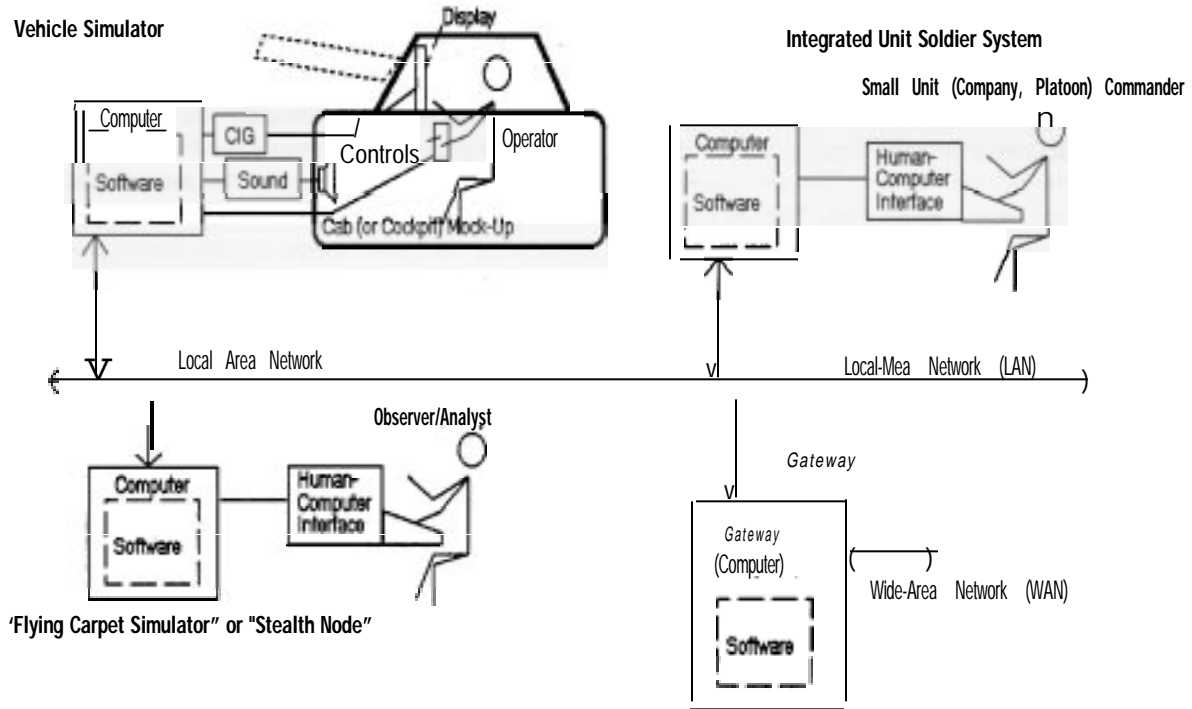 Vehicle Simulator
Display
Computer
CIG
Controls
Operator
Software
Sound
Cab (or Cockpit) Mock-Up
Integrated Unit Soldier System
Small Unit (Company, Platoon) Commander
n
Computer
Software
Human-
Computer
Interface
Local Area Network
Local-Mea Network (LAN)
Observer/Analyst
Computer
Software
Human-
Computer
Interface
‘Flying Carpet Simulator” or "Stealth Node”
Gateway
Gateway
(Computer)
Software
Wide-Area Network (WAN)